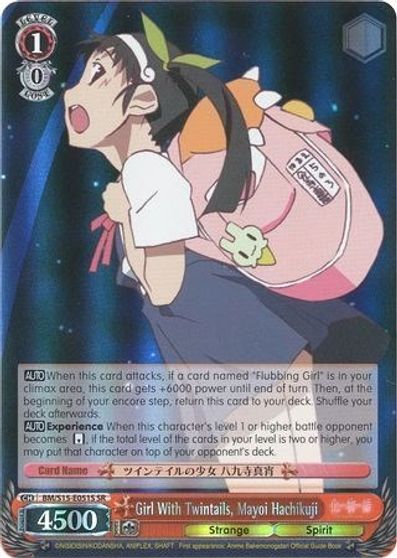 LEVEL
1
0
COST
AUTO When this card attacks, if a card named "Flubbing Girl" is in your
climax area, this card gets +6000 power until end of turn. Then, at the
beginning of your encore step, return this card to your deck. Shuffle your
deck afterwards.
AUTO Experience When this character's level 1 or higher battle opponent
becomes, if the total level of the cards in your level is two or higher, you
may put that character on top of your opponent's deck.
Card Name ツインテイルの少女 八九寺真宵
CH BM/S15-E051S SR Girl With Twintails, Mayoi Hachikuji 化物語
4500
Strange Spirit
©NISIOISIN/KODANSHA, ANIPLEX, SHAFT First appearance: Anime Bakemonogatari Official Guide Book